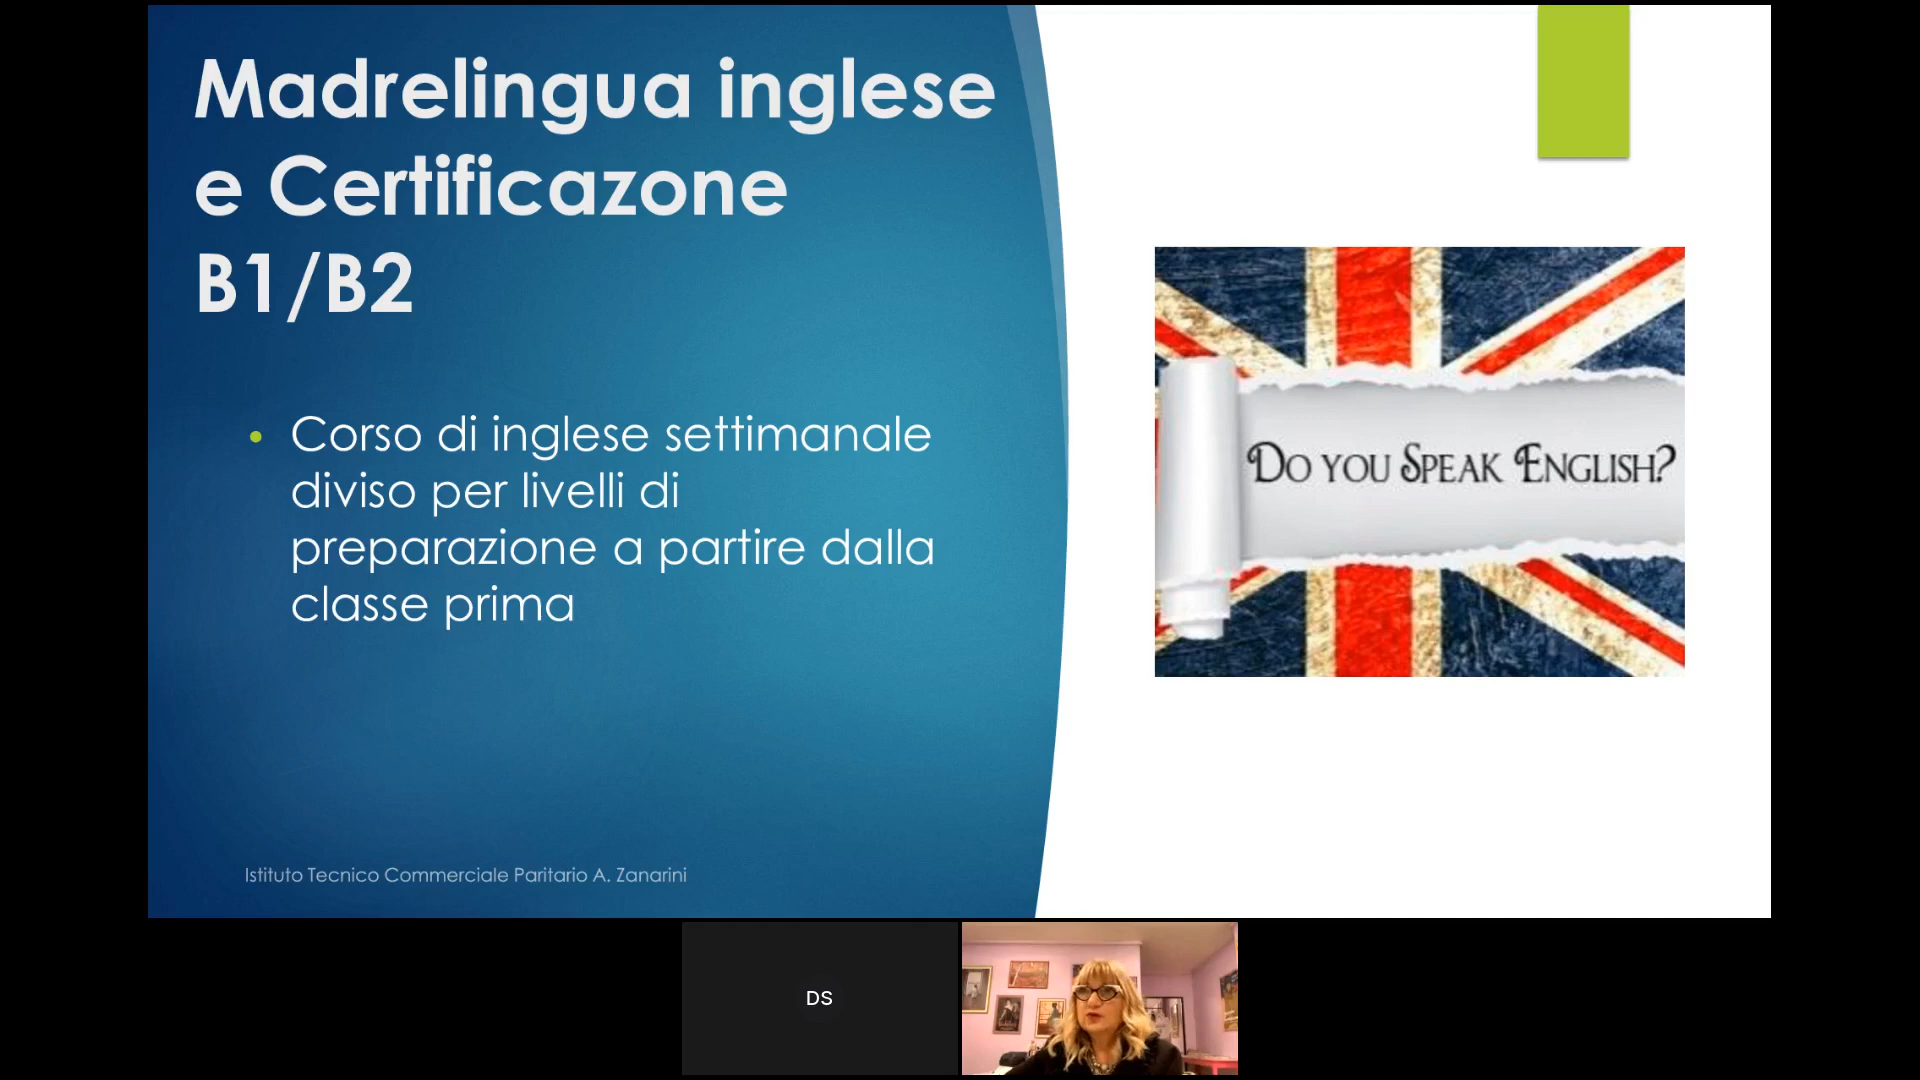 Madrelingua inglese
e Certificazone
B1/B2
• Corso di inglese settimanale
diviso per livelli di
preparazione a partire dalla
classe prima
Do you Speak English?
Istituto Tecnico Commerciale Paritario A. Zanarini
DS